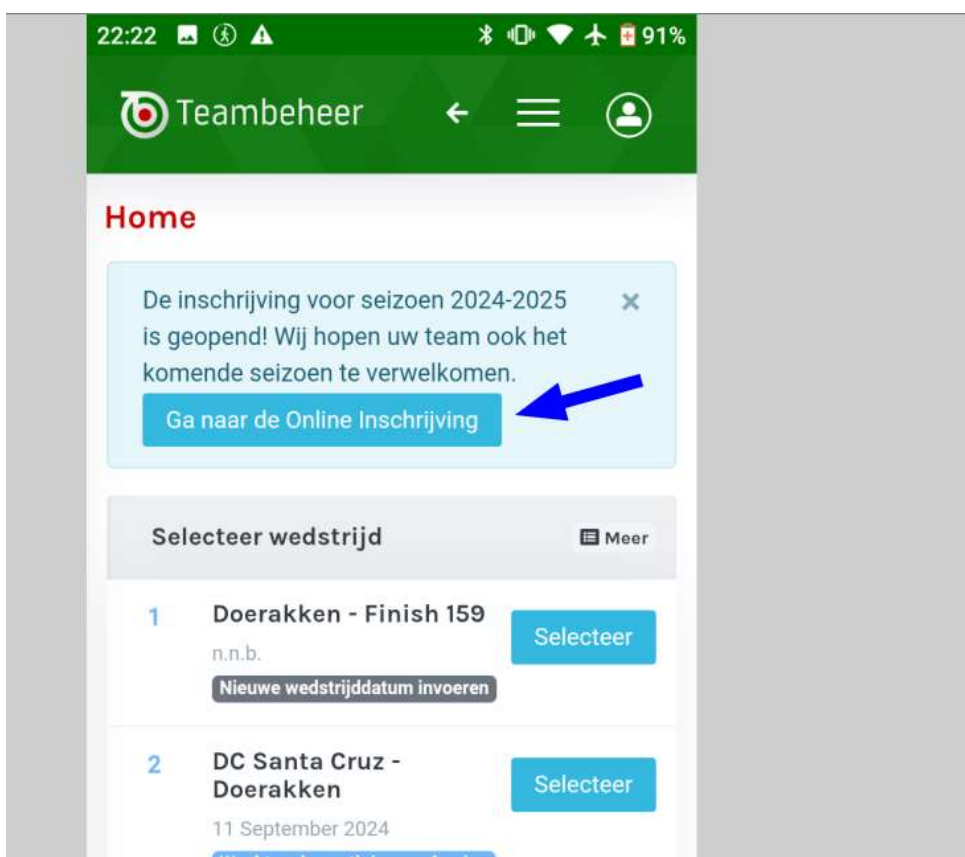 22:22 91%
Teambeheer
Home
De inschrijving voor seizoen 2024-2025
is geopend! Wij hopen uw team ook het
komende seizoen te verwelkomen.
Ga naar de Online Inschrijving
Selecteer wedstrijd Meer
1 Doerakken - Finish 159 Selecteer
n.n.b.
Nieuwe wedstrijddatum invoeren
2 DC Santa Cruz -
Doerakken Selecteer
11 September 2024